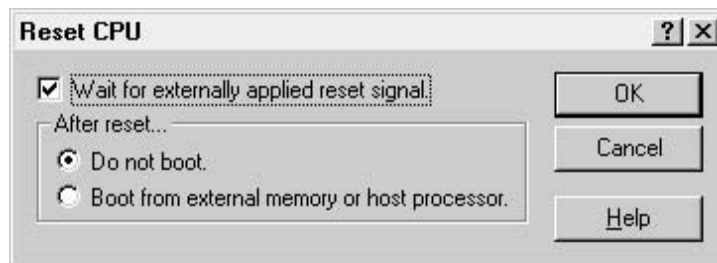 Reset CPU
? ×
Wait for externally applied reset signal.
OK
After reset...
Do not boot.
Cancel
Boot from external memory or host processor.
Help